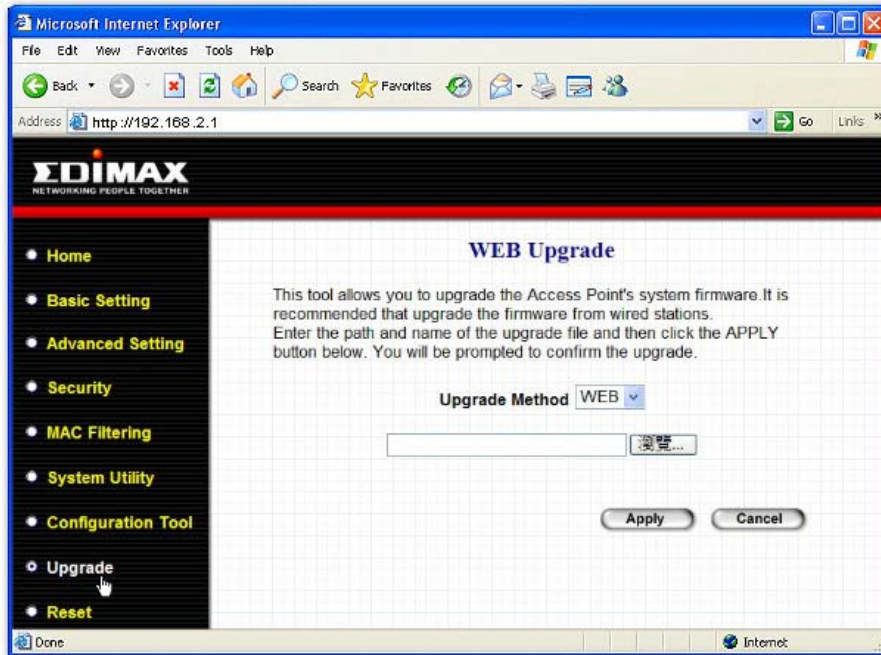 Microsoft Internet Explorer
File Edit View Favorites Tools Help
Back Search Favorites
Address http://192.168.2.1 Go Links »
EDIMAX
NETWORKING PEOPLE TOGETHER
Home
Basic Setting
Advanced Setting
Security
MAC Filtering
System Utility
Configuration Tool
Upgrade
Reset
WEB Upgrade
This tool allows you to upgrade the Access Point's system firmware.It is
recommended that upgrade the firmware from wired stations.
Enter the path and name of the upgrade file and then click the APPLY
button below. You will be prompted to confirm the upgrade.
Upgrade Method WEB
瀏覽...
Apply Cancel
Done Internet